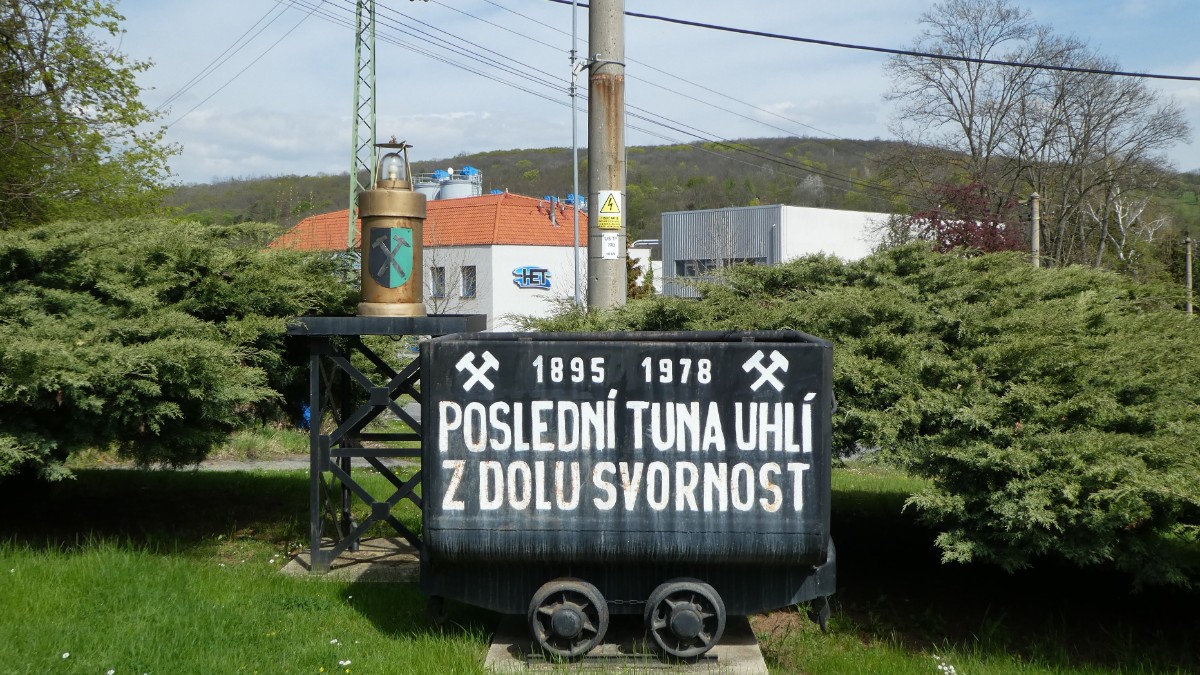 HET
1895 1978
POSLEDNÍ TUNA UHLÍ
Z DOLU SVORNOST